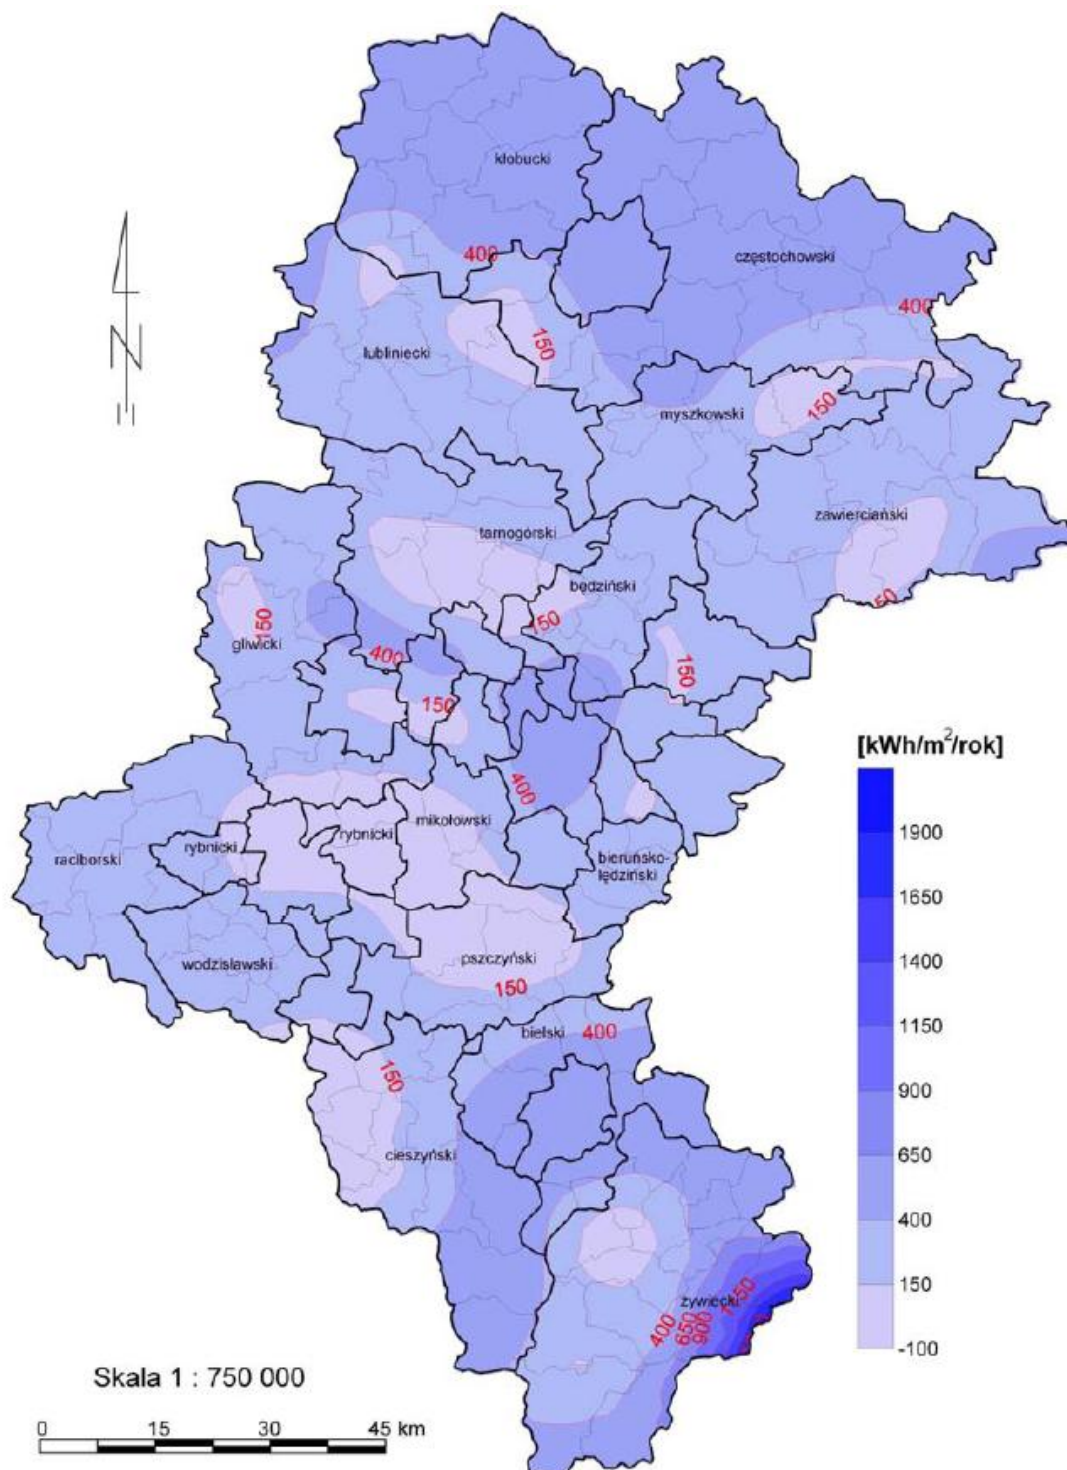 kłobucki
częstochowski
400
400
lubliniecki
150
150
myszkowski
zawierciański
tarnogórski
będziński
150
150
gliwicki
400
150
150
[kWh/m²/rok]
400
1900
mikołowski
rybnicki
rybnicki
raciborski
bieruńsko-
lędziński
1650
1400
pszczyński
wodzisławski
150
1150
bielski
400
150
900
cieszyński
650
400
150
żywiecki
1150
400
650
900
-100
N
Skala 1 : 750 000
0 15 30 45 km